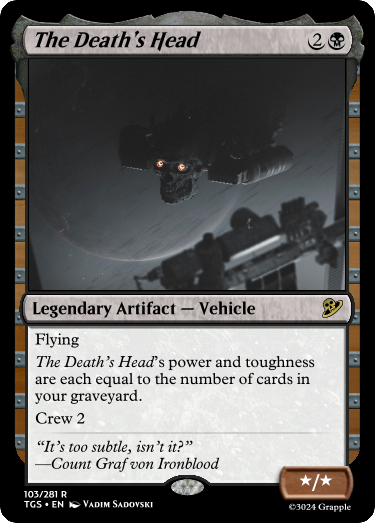 The Death's Head 2
Legendary Artifact — Vehicle
Flying
The Death's Head's power and toughness
are each equal to the number of cards in
your graveyard.
Crew 2
"It's too subtle, isn't it?"
—Count Graf von Ironblood
★/★
103/281 R
TGS • EN Vadim Sadovski
©3024 Grapple